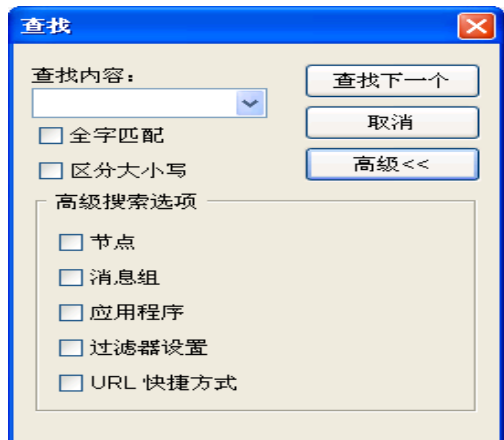 查找
查找内容：
查找下一个
取消
全字匹配
区分大小写
高级<<
高级搜索选项
节点
消息组
应用程序
过滤器设置
URL 快捷方式